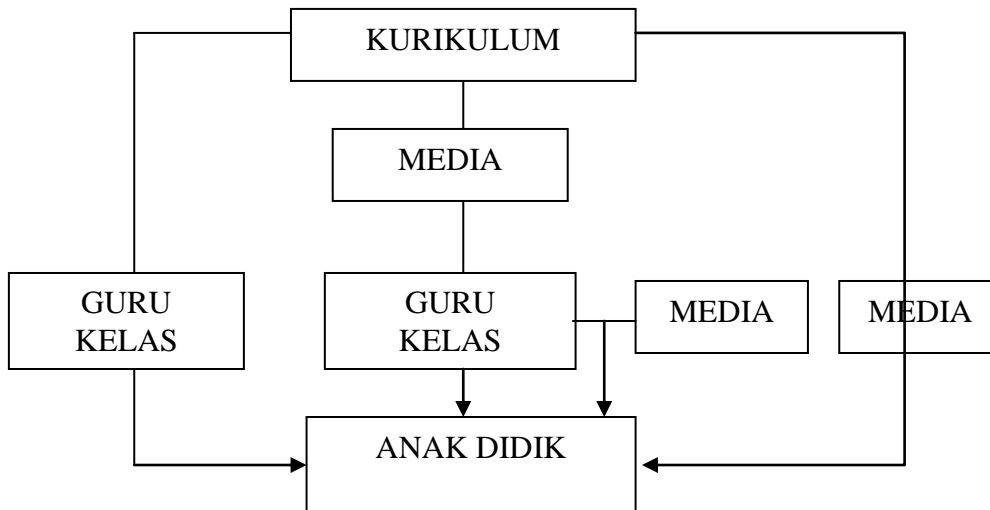 KURIKULUM
MEDIA
GURU
KELAS
GURU
KELAS
MEDIA
MEDIA
ANAK DIDIK